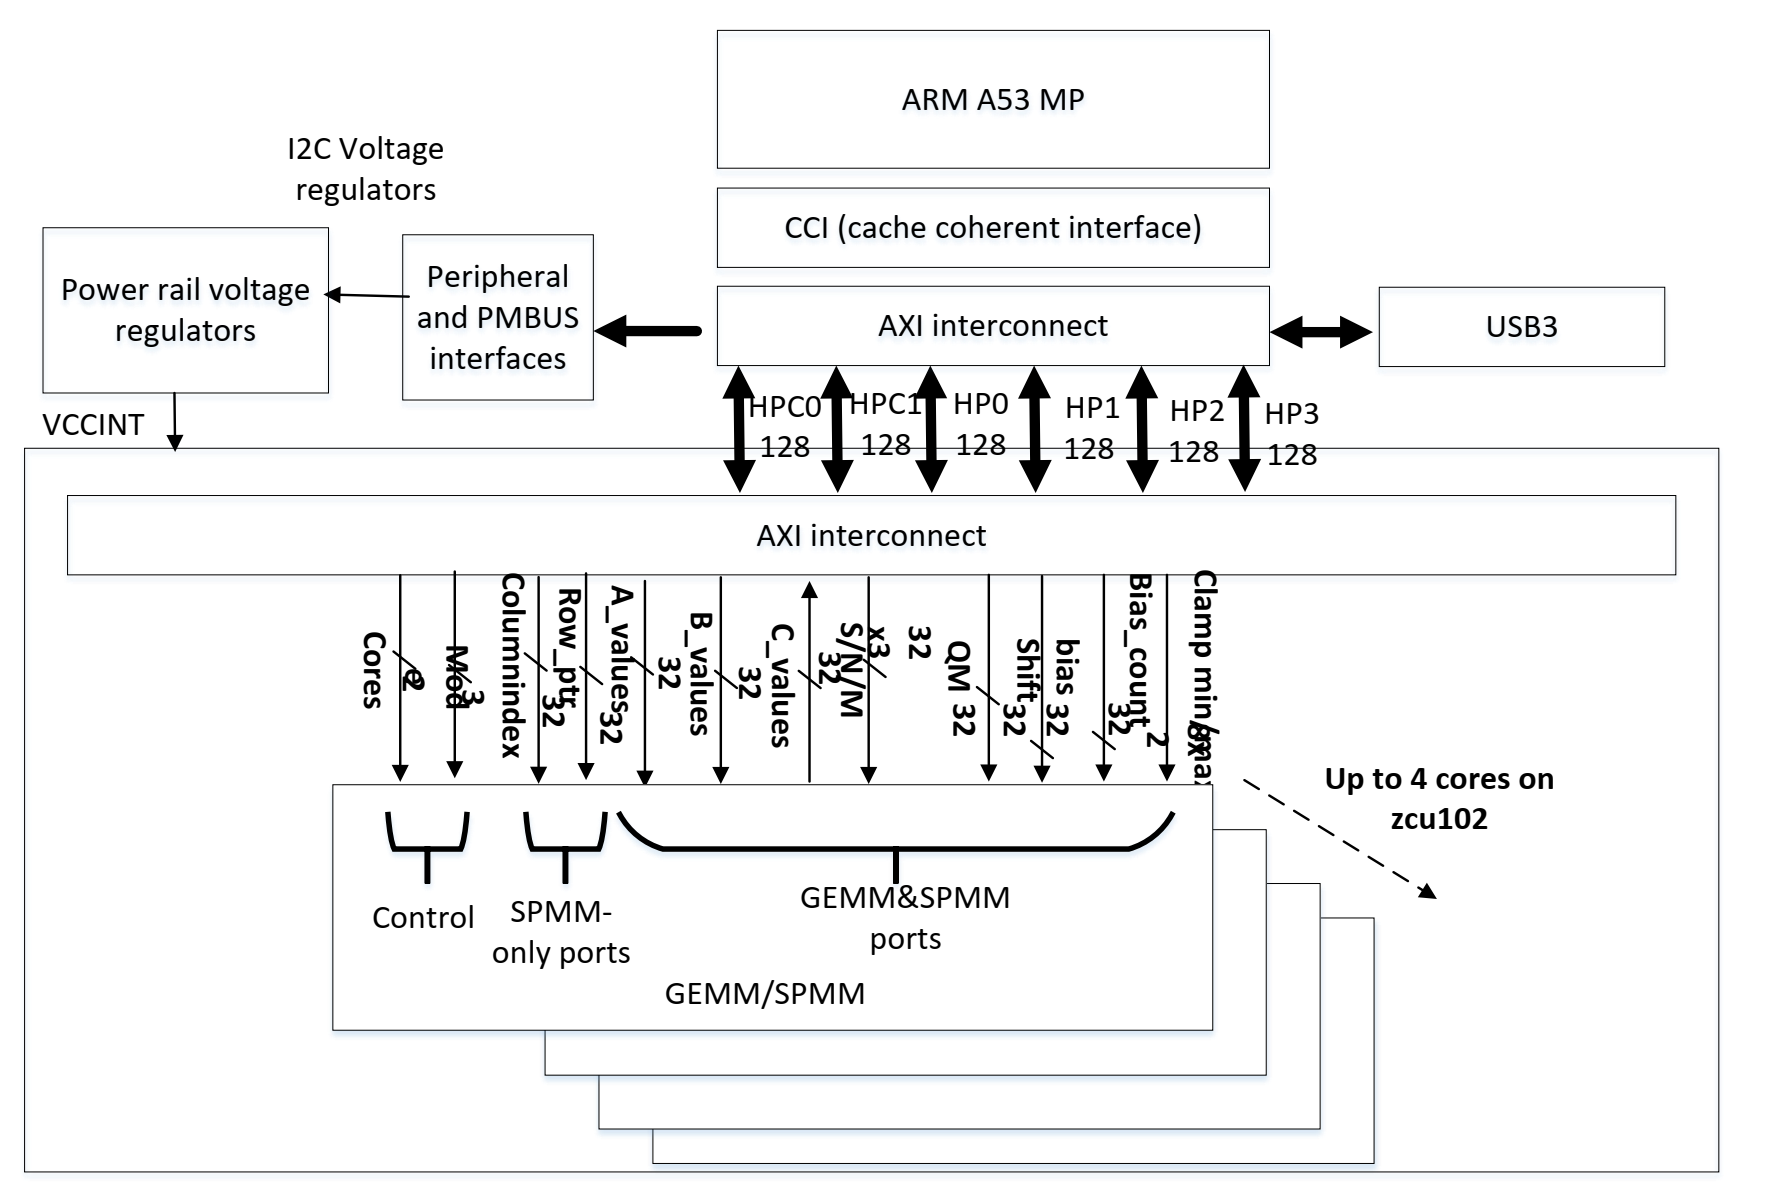 ARM A53 MP
I2C Voltage
regulators
CCI (cache coherent interface)
Power rail voltage
regulators
Peripheral
and PMBUS
interfaces
AXI interconnect
USB3
VCCINT
HPC0
128
HPC1
128
HP0
128
HP1
128
HP2
128
HP3
128
AXI interconnect
Cores
2
Mode
3
Columnindex
32
Row_ptr
32
A_values
32
B_values
32
C_values
32
S/N/M
x3
32
QM 32
Shift
32
bias 32
Bias_count
32
Clamp min/max
2
8x
Up to 4 cores on
zcu102
Control
SPMM-
only ports
GEMM&SPMM
ports
GEMM/SPMM